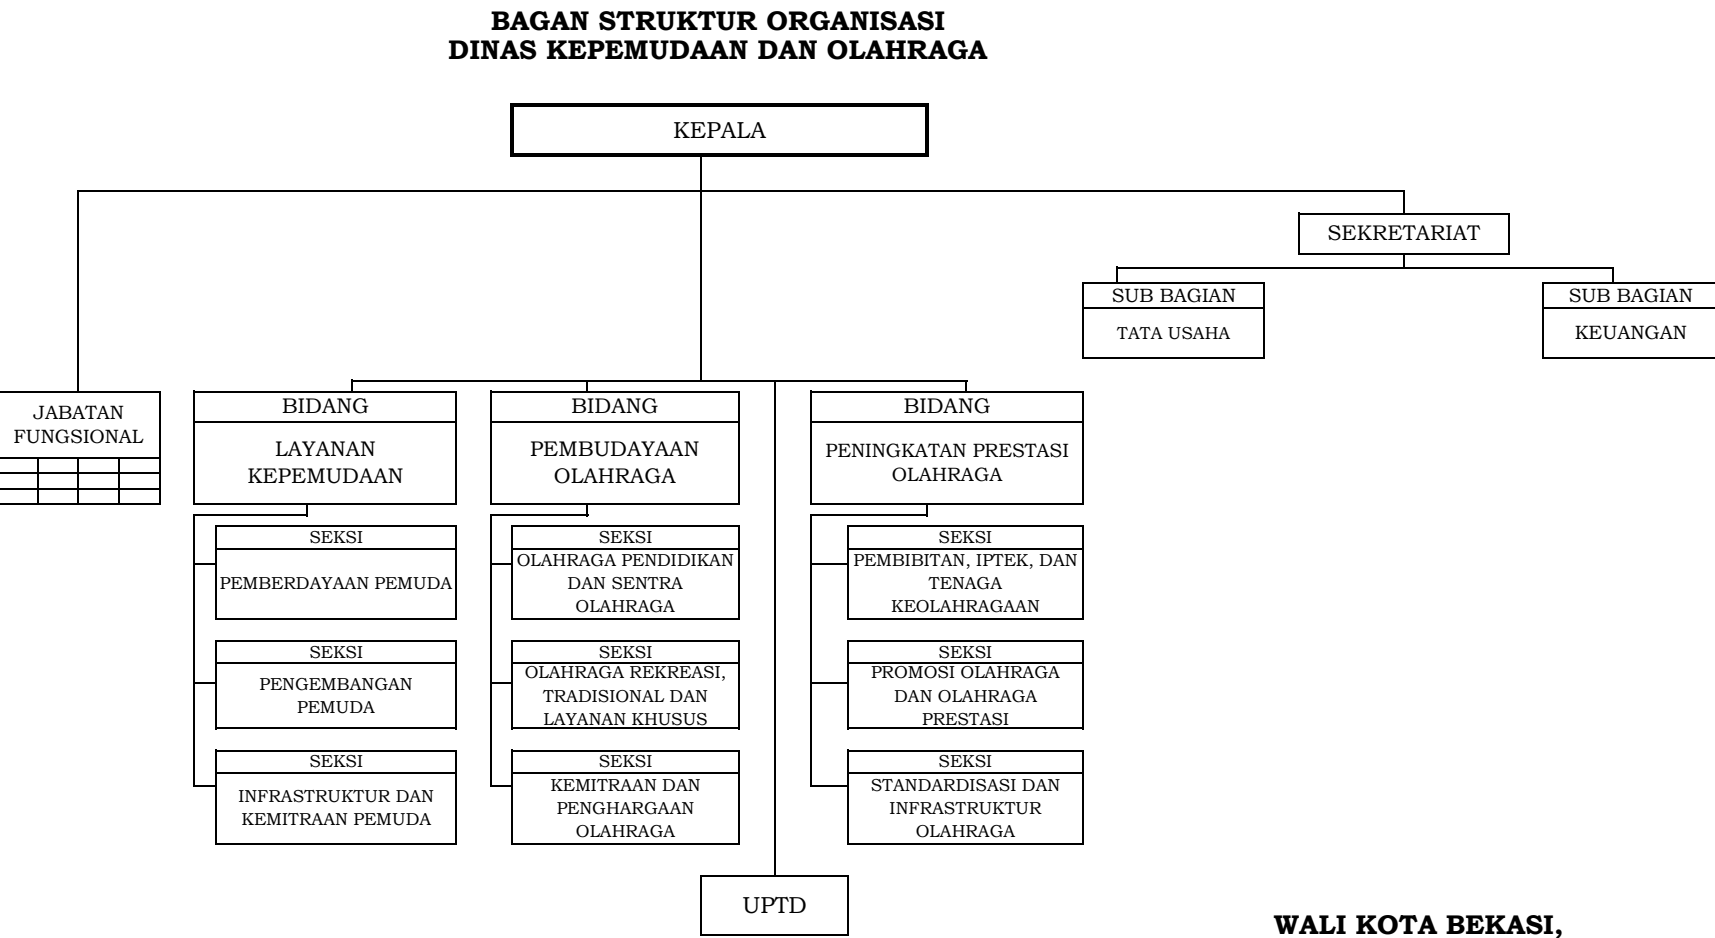 BAGAN STRUKTUR ORGANISASI
DINAS KEPEMUDAAN DAN OLAHRAGA
KEPALA
SEKRETARIAT
SUB BAGIAN
TATA USAHA
SUB BAGIAN
KEUANGAN
JABATAN
FUNGSIONAL
BIDANG
LAYANAN
KEPEMUDAAN
SEKSI
PEMBERDAYAAN PEMUDA
SEKSI
PENGEMBANGAN
PEMUDA
SEKSI
INFRASTRUKTUR DAN
KEMITRAAN PEMUDA
BIDANG
PEMBUDAYAAN
OLAHRAGA
SEKSI
OLAHRAGA PENDIDIKAN
DAN SENTRA
OLAHRAGA
SEKSI
OLAHRAGA REKREASI,
TRADISIONAL DAN
LAYANAN KHUSUS
SEKSI
KEMITRAAN DAN
PENGHARGAAN
OLAHRAGA
BIDANG
PENINGKATAN PRESTASI
OLAHRAGA
SEKSI
PEMBIBITAN, IPTEK, DAN
TENAGA
KEOLAHRAGAAN
SEKSI
PROMOSI OLAHRAGA
DAN OLAHRAGA
PRESTASI
SEKSI
STANDARDISASI DAN
INFRASTRUKTUR
OLAHRAGA
UPTD
WALI KOTA BEKASI,